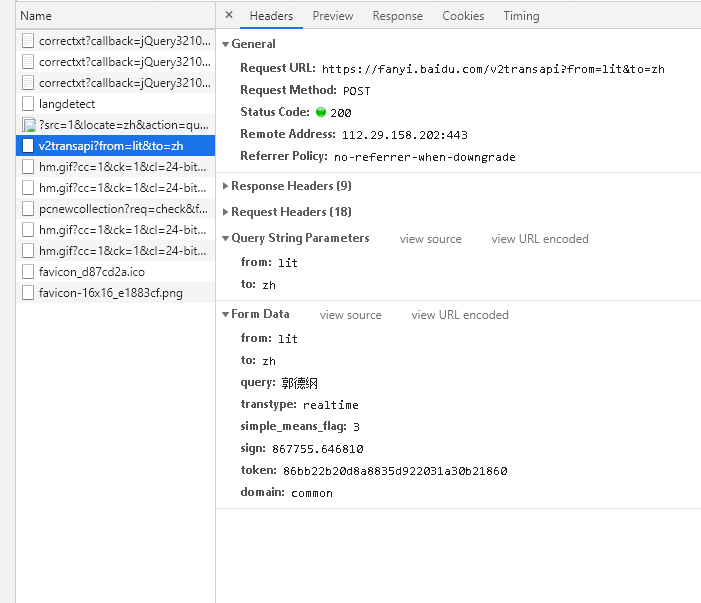 Name
correctxt?callback=jQuery3210...
correctxt?callback=jQuery3210...
correctxt?callback=jQuery3210...
langdetect
?src=1&locate=zh&action=qu...
v2transapi?from=lit&to=zh
hm.gif?cc=1&ck=1&cl=24-bit...
hm.gif?cc=1&ck=1&cl=24-bit...
pcnewcollection?req=check&f...
hm.gif?cc=1&ck=1&cl=24-bit...
hm.gif?cc=1&ck=1&cl=24-bit...
favicon_d87cd2a.ico
favicon-16x16_e1883cf.png
× Headers Preview Response Cookies Timing
General
Request URL: https://fanyi.baidu.com/v2transapi?from=lit&to=zh
Request Method: POST
Status Code: 200
Remote Address: 112.29.158.202:443
Referrer Policy: no-referrer-when-downgrade
Response Headers (9)
Request Headers (18)
Query String Parameters view source view URL encoded
from: lit
to: zh
Form Data view source view URL encoded
from: lit
to: zh
query: 郭德纲
transtype: realtime
simple_means_flag: 3
sign: 867755.646810
token: 86bb22b20d8a8835d922031a30b21860
domain: common